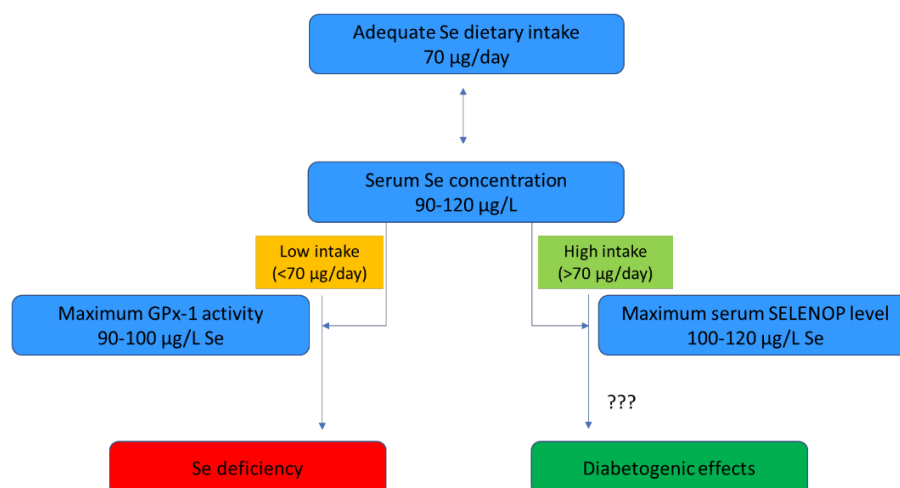 Adequate Se dietary intake
70 µg/day
Serum Se concentration
90-120 µg/L
Low intake
(<70 µg/day)
High intake
(>70 µg/day)
Maximum GPx-1 activity
90-100 µg/L Se
Maximum serum SELENOP level
100-120 µg/L Se
???
Se deficiency
Diabetogenic effects